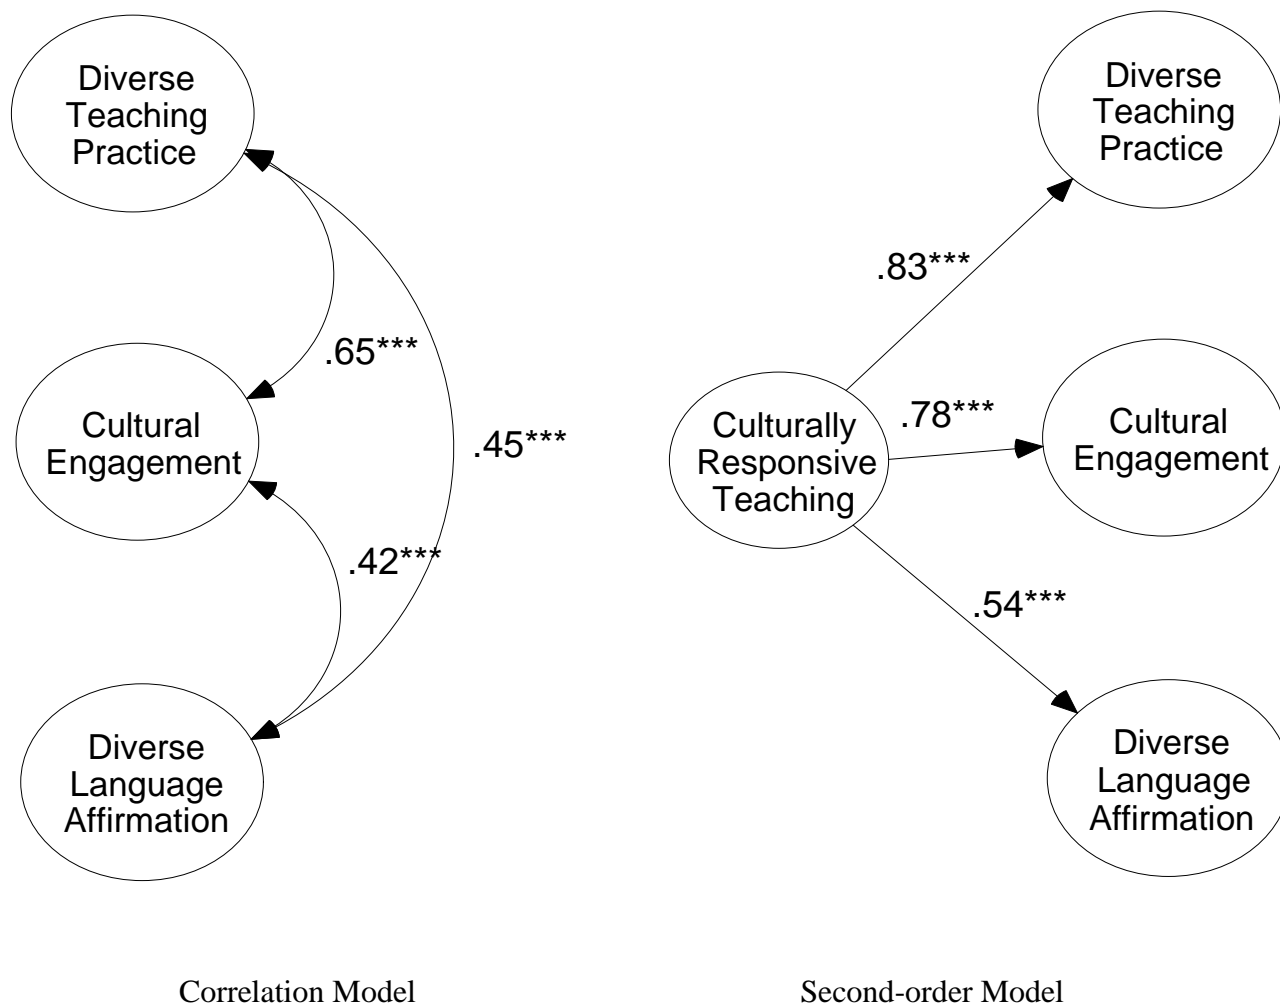 Diverse
Teaching
Practice
.65***
Cultural
Engagement
.45***
.42***
Diverse
Language
Affirmation
Correlation Model
Diverse
Teaching
Practice
.83***
Culturally
Responsive
Teaching
.78***
Cultural
Engagement
.54***
Diverse
Language
Affirmation
Second-order Model